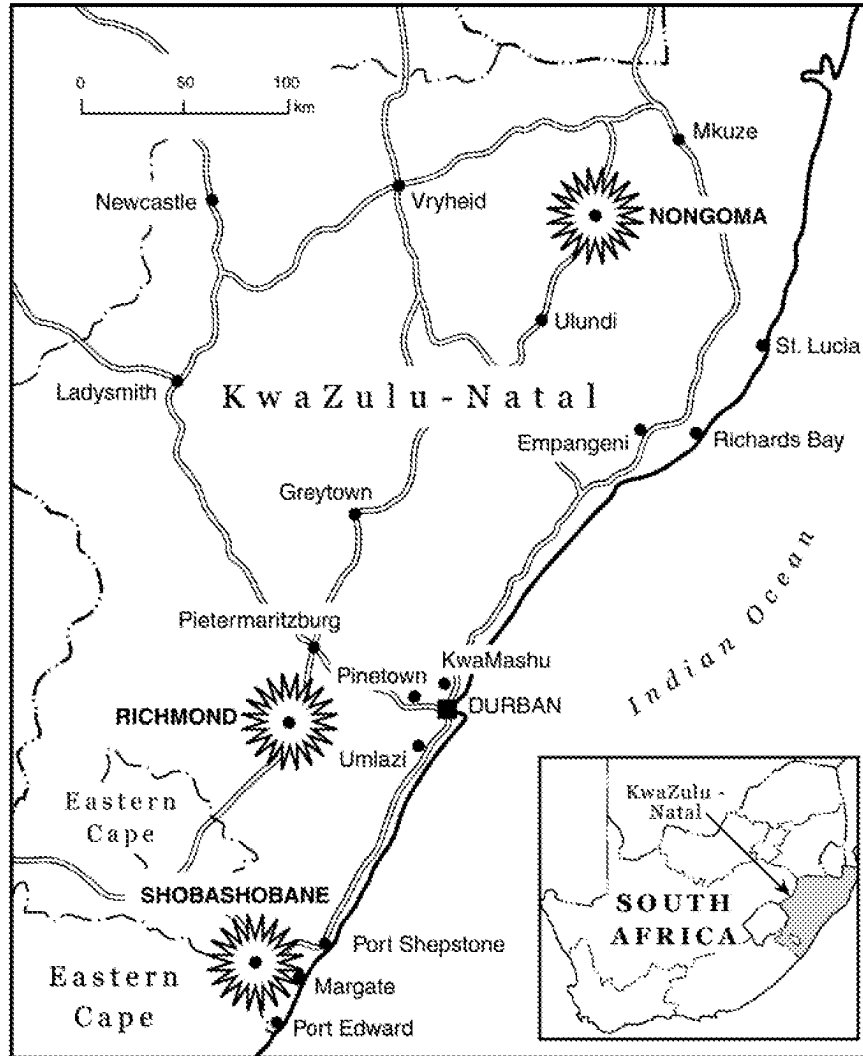 0 50 100
km
Mkuze
Newcastle
Vryheid
NONGOMA
Ulundi
St. Lucia
Ladysmith
KwaZulu-Natal
Empangeni
Richards Bay
Greytown
Indian Ocean
Pietermaritzburg
KwaMashu
Pinetown
RICHMOND
DURBAN
Umlazi
Eastern
Cape
KwaZulu -
Natal
SHOBASHOBANE
SOUTH
AFRICA
Port Shepstone
Eastern
Cape
Margate
Port Edward